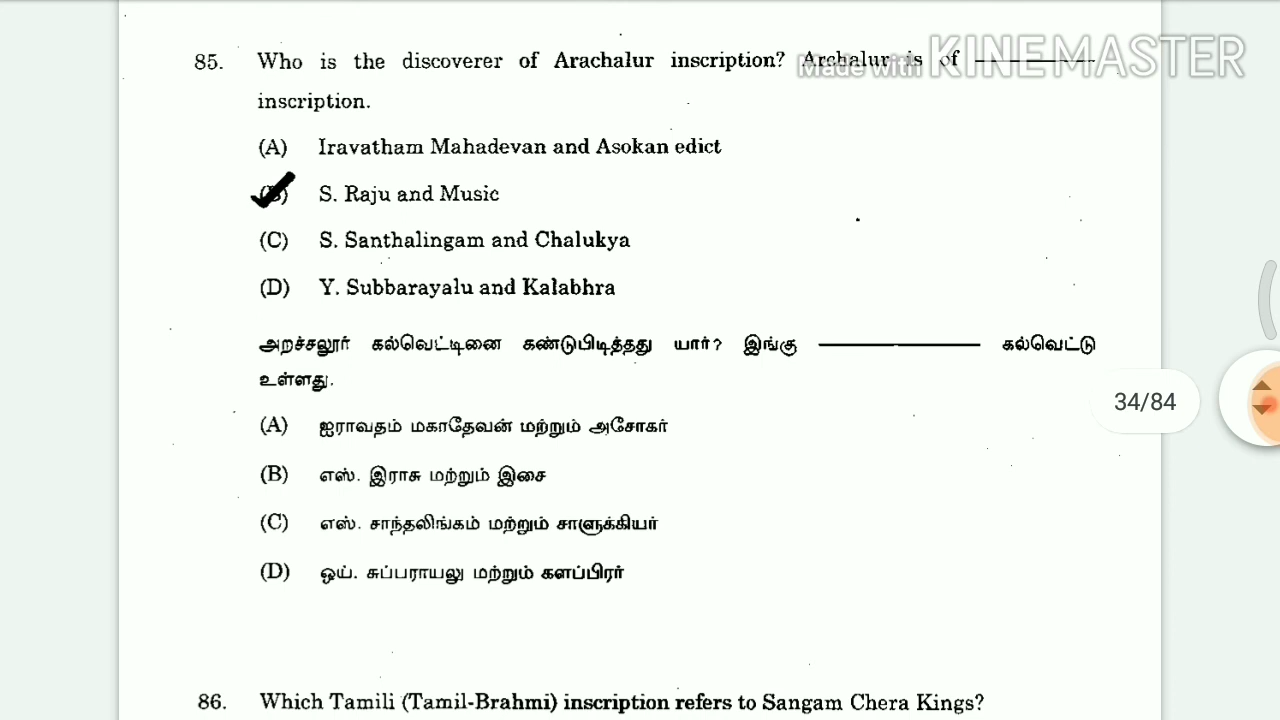 85. Who is the discoverer of Arachalur inscription? Archalur is of ————
Made with KINEMASTER
inscription.
(A) Iravatham Mahadevan and Asokan edict
(B) S. Raju and Music
(C) S. Santhalingam and Chalukya
(D) Y. Subbarayalu and Kalabhra
அறச்சலூர் கல்வெட்டினை கண்டுபிடித்தது யார்? இங்கு ———— கல்வெட்டு
உள்ளது.
34/84
(A) ஐராவதம் மகாதேவன் மற்றும் அசோகர்
(B) எஸ். இராசு மற்றும் இசை
(C) எஸ். சாந்தலிங்கம் மற்றும் சாளுக்கியர்
(D) ஒய். சுப்பராயலு மற்றும் களப்பிரர்
86. Which Tamili (Tamil-Brahmi) inscription refers to Sangam Chera Kings?